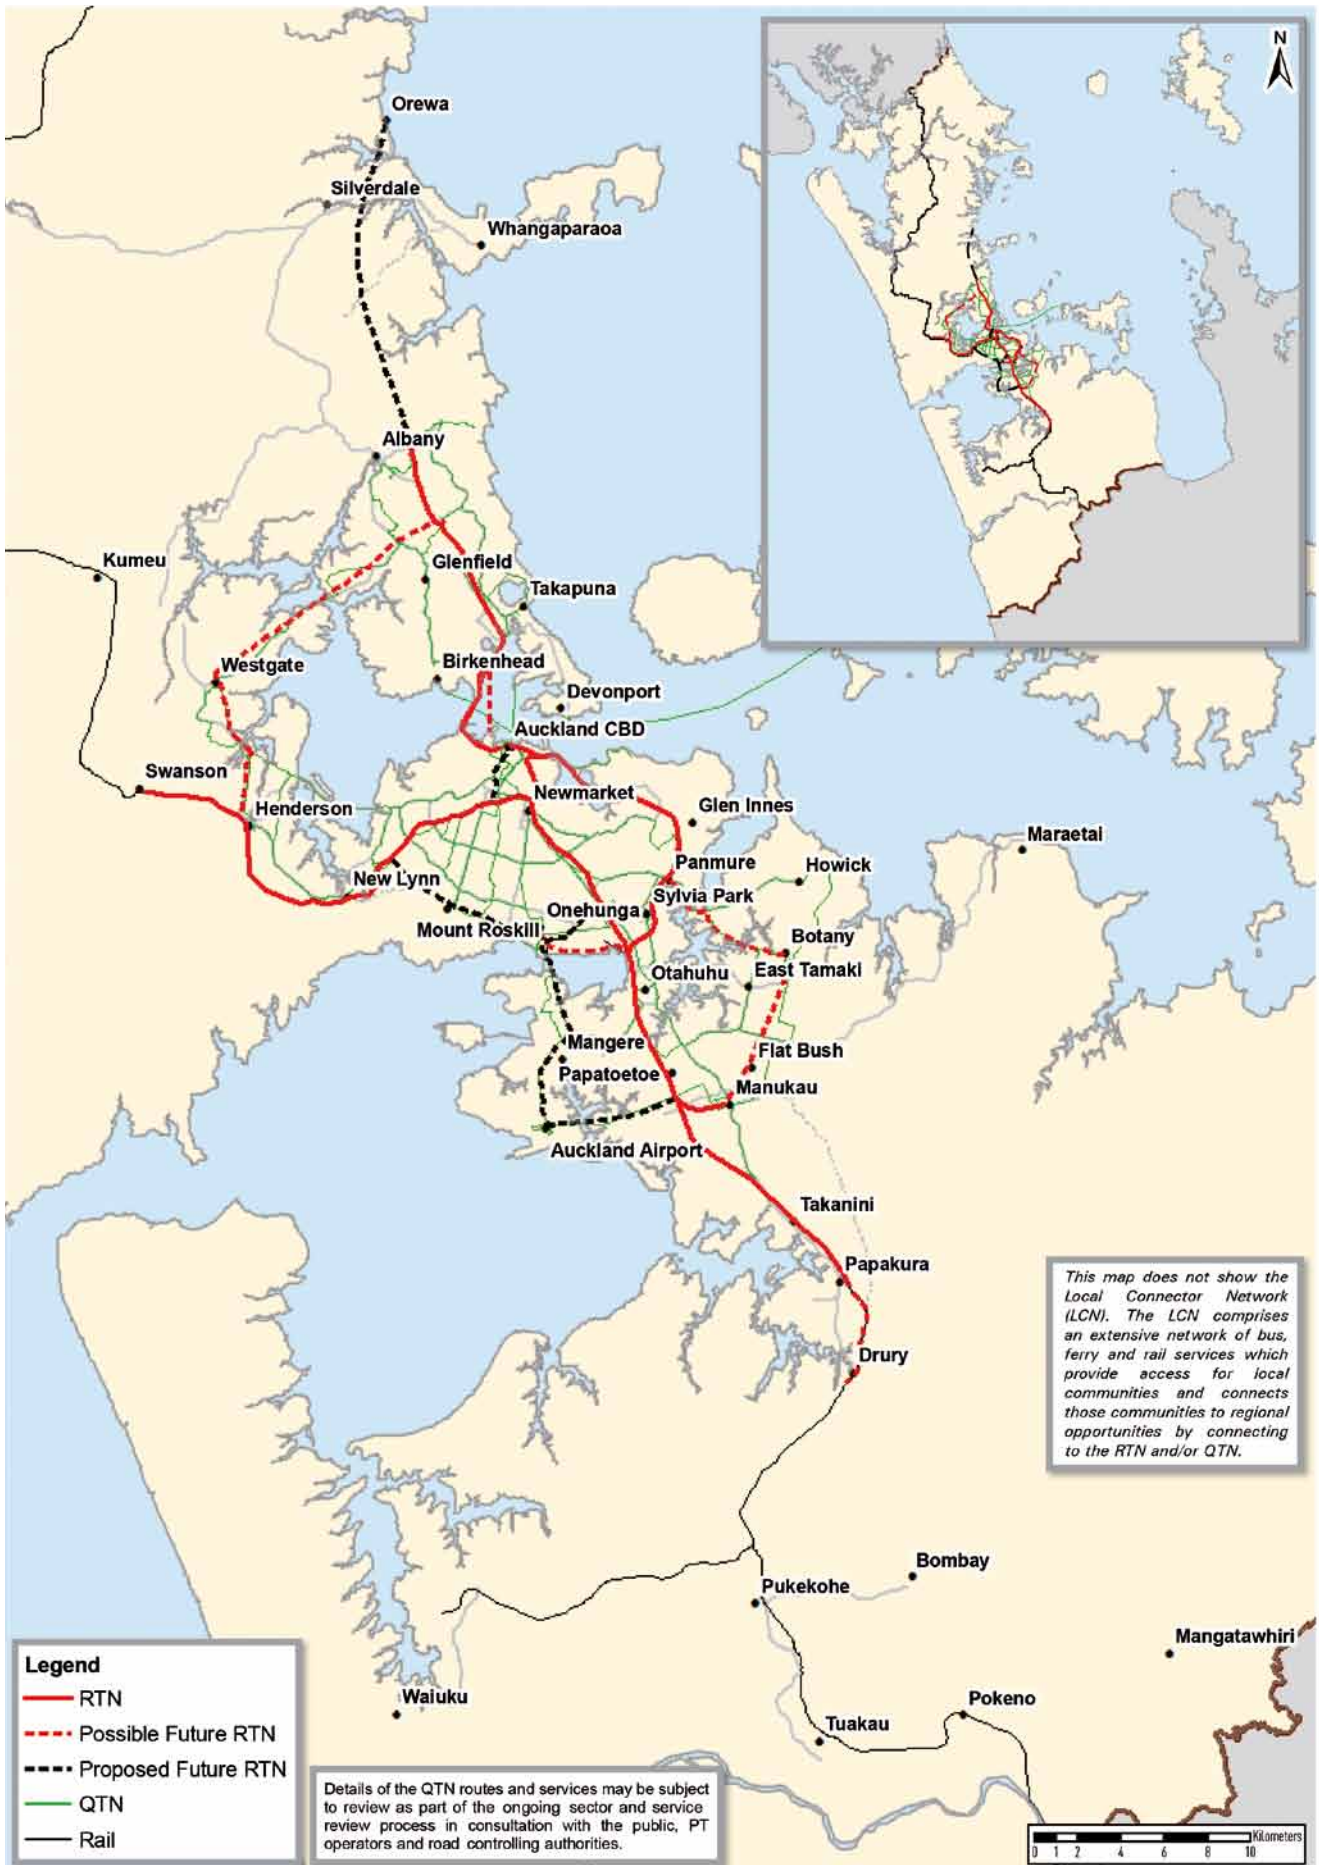 N
Orewa
Silverdale
Whangaparaoa
Albany
Kumeu
Glenfield
Takapuna
Westgate
Birkenhead
Devonport
Auckland CBD
Swanson
Newmarket
Glen Innes
Henderson
Maraetai
Panmure
Howick
New Lynn
Sylvia Park
Onehunga
Mount Roskill
Botany
Otahuhu
East Tamaki
Mangere
Flat Bush
Papatoetoe
Manukau
Auckland Airport
Takanini
Papakura
Drury
This map does not show the
Local Connector Network
(LCN). The LCN comprises
an extensive network of bus,
ferry and rail services which
provide access for local
communities and connects
those communities to regional
opportunities by connecting
to the RTN and/or QTN.
Bombay
Pukekohe
Mangatawhiri
Waiuku
Pokeno
Tuakau
Legend
RTN
Possible Future RTN
Proposed Future RTN
QTN
Rail
Details of the QTN routes and services may be subject
to review as part of the ongoing sector and service
review process in consultation with the public, PT
operators and road controlling authorities.
Kilometers
0 1 2 4 6 8 10